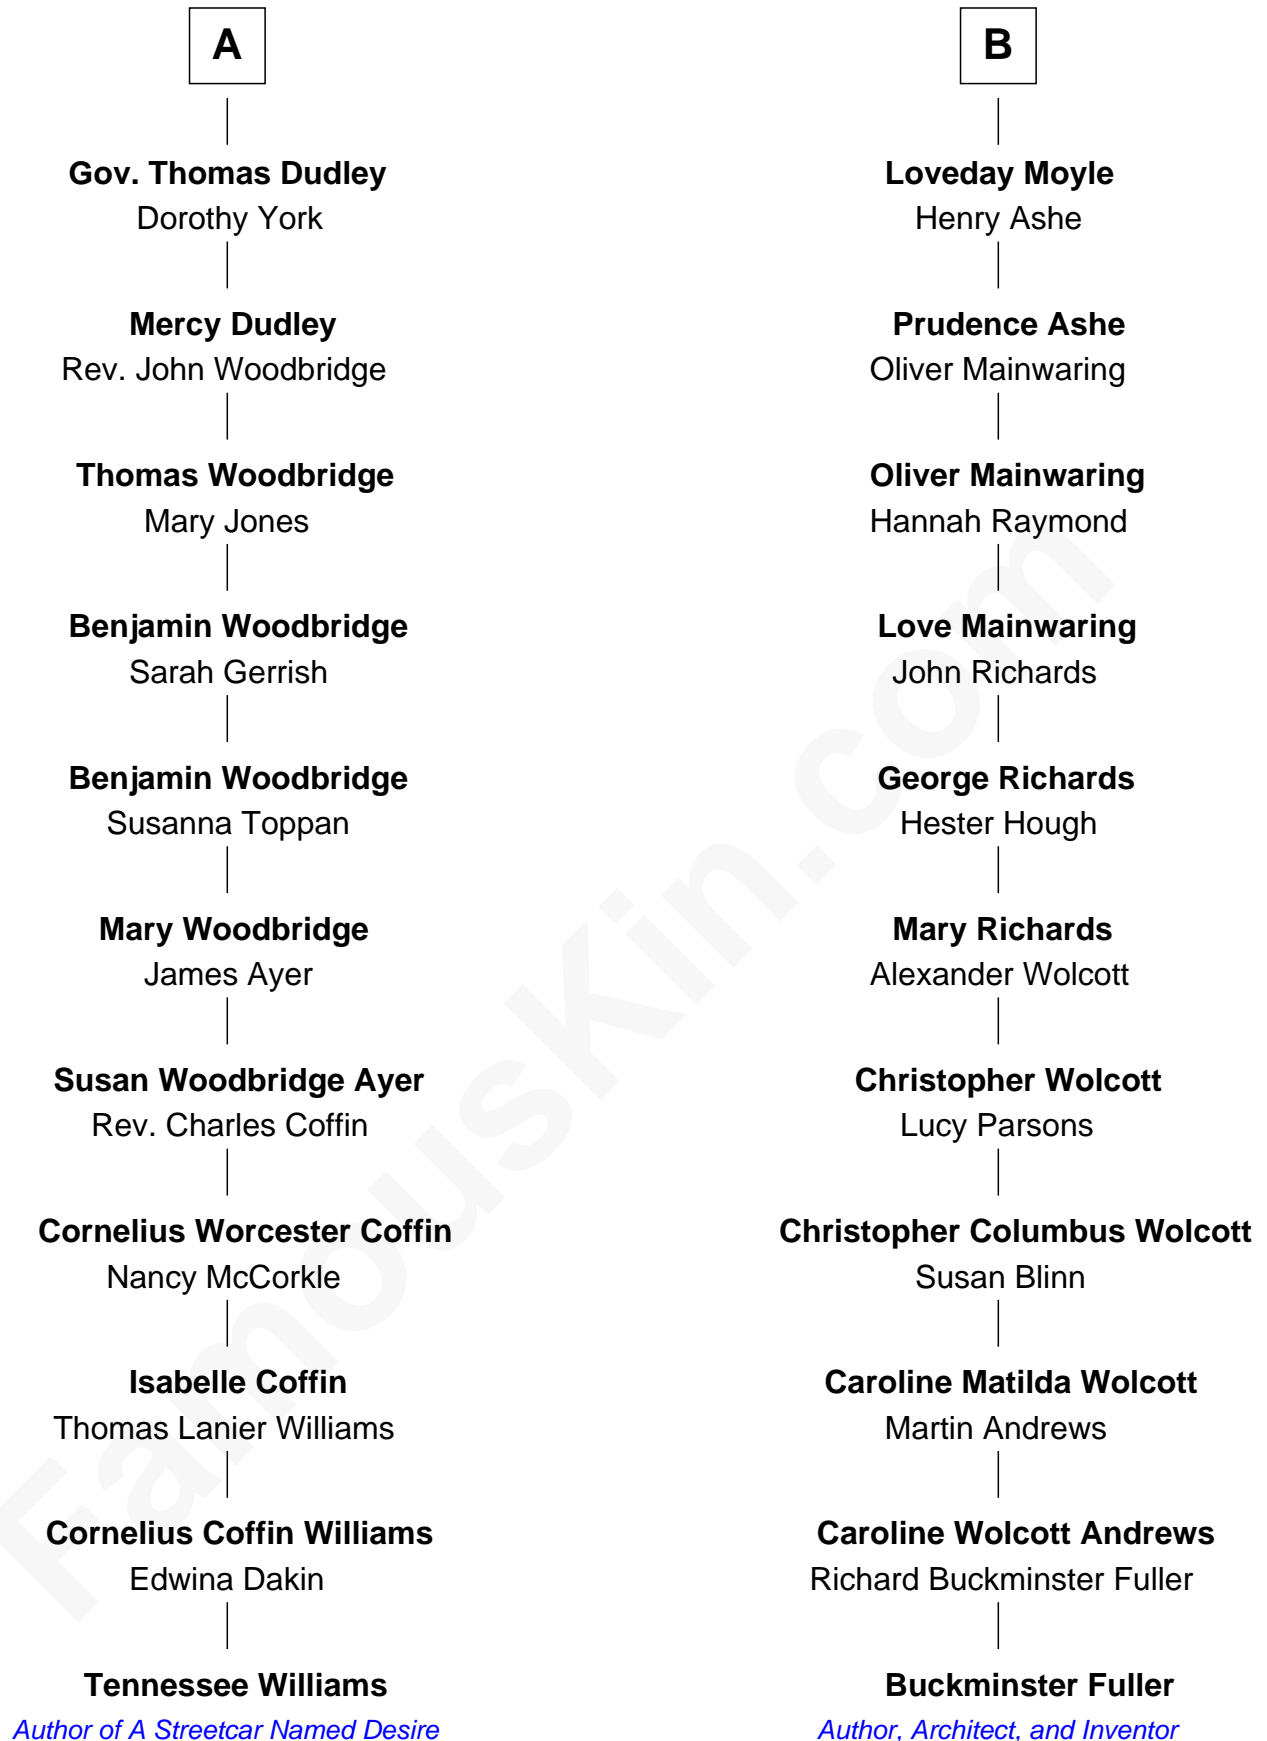 A
Gov. Thomas Dudley
Dorothy York
Mercy Dudley
Rev. John Woodbridge
Thomas Woodbridge
Mary Jones
Benjamin Woodbridge
Sarah Gerrish
Benjamin Woodbridge
Susanna Toppan
Mary Woodbridge
James Ayer
Susan Woodbridge Ayer
Rev. Charles Coffin
Cornelius Worcester Coffin
Nancy McCorkle
Isabelle Coffin
Thomas Lanier Williams
Cornelius Coffin Williams
Edwina Dakin
Tennessee Williams
Author of A Streetcar Named Desire
B
Loveday Moyle
Henry Ashe
Prudence Ashe
Oliver Mainwaring
Oliver Mainwaring
Hannah Raymond
Love Mainwaring
John Richards
George Richards
Hester Hough
Mary Richards
Alexander Wolcott
Christopher Wolcott
Lucy Parsons
Christopher Columbus Wolcott
Susan Blinn
Caroline Matilda Wolcott
Martin Andrews
Caroline Wolcott Andrews
Richard Buckminster Fuller
Buckminster Fuller
Author, Architect, and Inventor
FamousKin.com